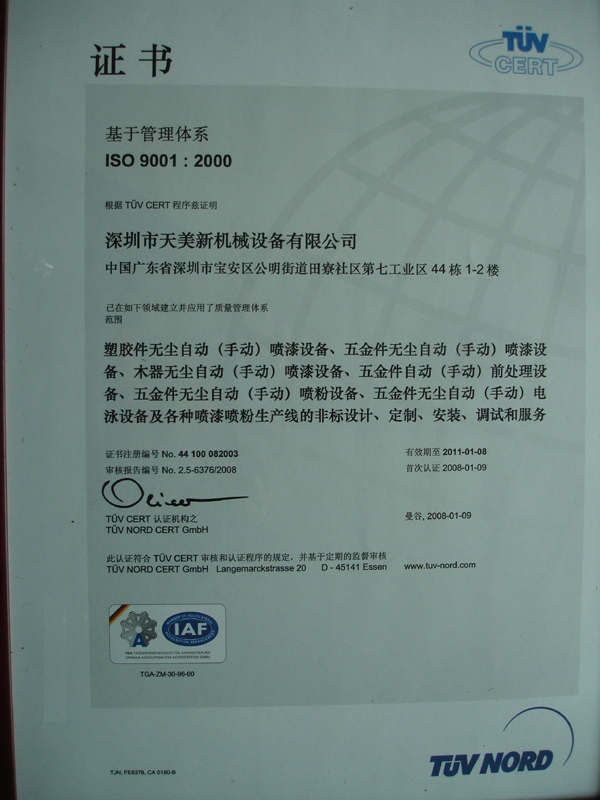 证书
TÜV
CERT
基于管理体系
ISO 9001 : 2000
根据 TÜV CERT 程序兹证明
深圳市天美新机械设备有限公司
中国广东省深圳市宝安区公明街道田寮社区第七工业区 44 栋 1-2 楼
已在如下领域建立并应用了质量管理体系
范围
塑胶件无尘自动（手动）喷漆设备、五金件无尘自动（手动）喷漆设
备、木器无尘自动（手动）喷漆设备、五金件自动（手动）前处理设
备、五金件无尘自动（手动）喷粉设备、五金件无尘自动（手动）电
泳设备及各种喷漆喷粉生产线的非标设计、定制、安装、调试和服务
证书注册编号 No. 44 100 082003 有效期至 2011-01-08
审核报告编号 No. 2.5-6376/2008 首次认证 2008-01-09
TÜV CERT 认证机构之 曼谷, 2008-01-09
TÜV NORD CERT GmbH
此认证符合 TÜV CERT 审核和认证程序的规定，并基于定期的监督审核
TÜV NORD CERT GmbH Langemarckstrasse 20 D - 45141 Essen www.tuv-nord.com
A
IAF
TGA-ZM-30-96-00
TJN, FE6376, CA 0180-B
TÜV NORD